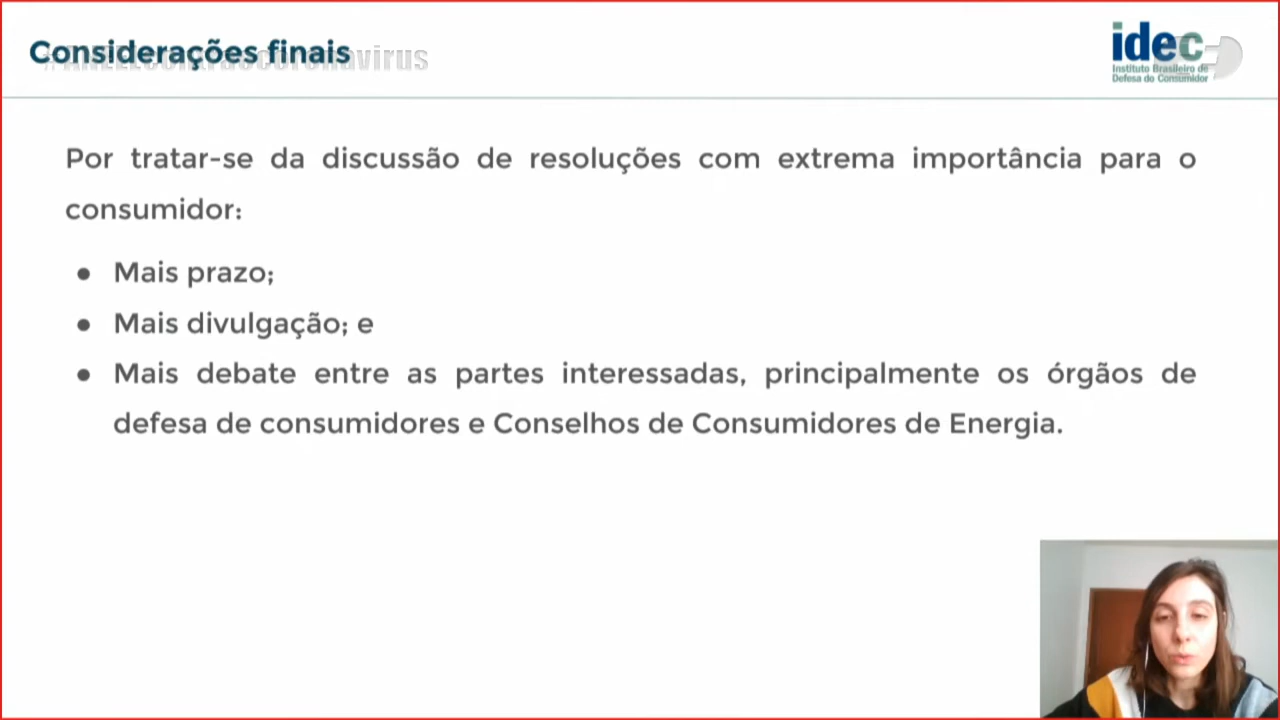 Considerações finais
idec
Instituto Brasileiro de
Defesa do Consumidor
Por tratar-se da discussão de resoluções com extrema importância para o
consumidor:
● Mais prazo;
● Mais divulgação; e
● Mais debate entre as partes interessadas, principalmente os órgãos de
defesa de consumidores e Conselhos de Consumidores de Energia.